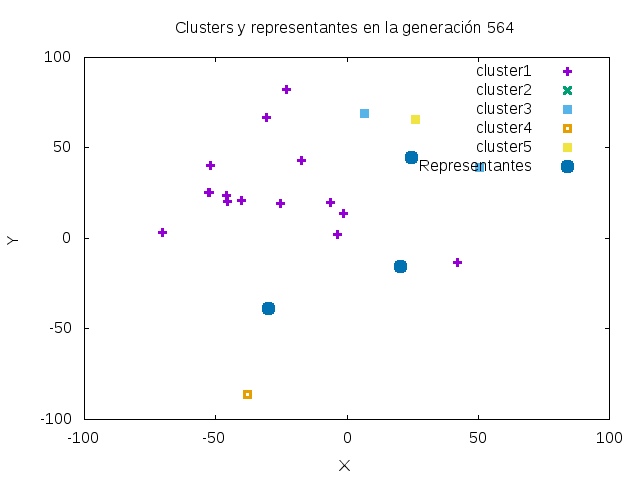 Clusters y representantes en la generación 564
100
50
0
-50
-100
-100
-50
0
50
100
Y
X
cluster1
cluster2
cluster3
cluster4
cluster5
Representantes